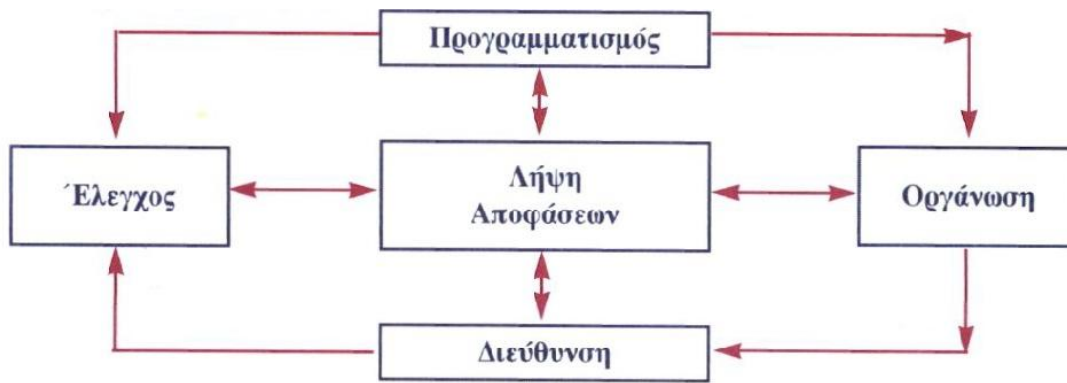 Προγραμματισμός
Έλεγχος
Λήψη
Αποφάσεων
Οργάνωση
Διεύθυνση